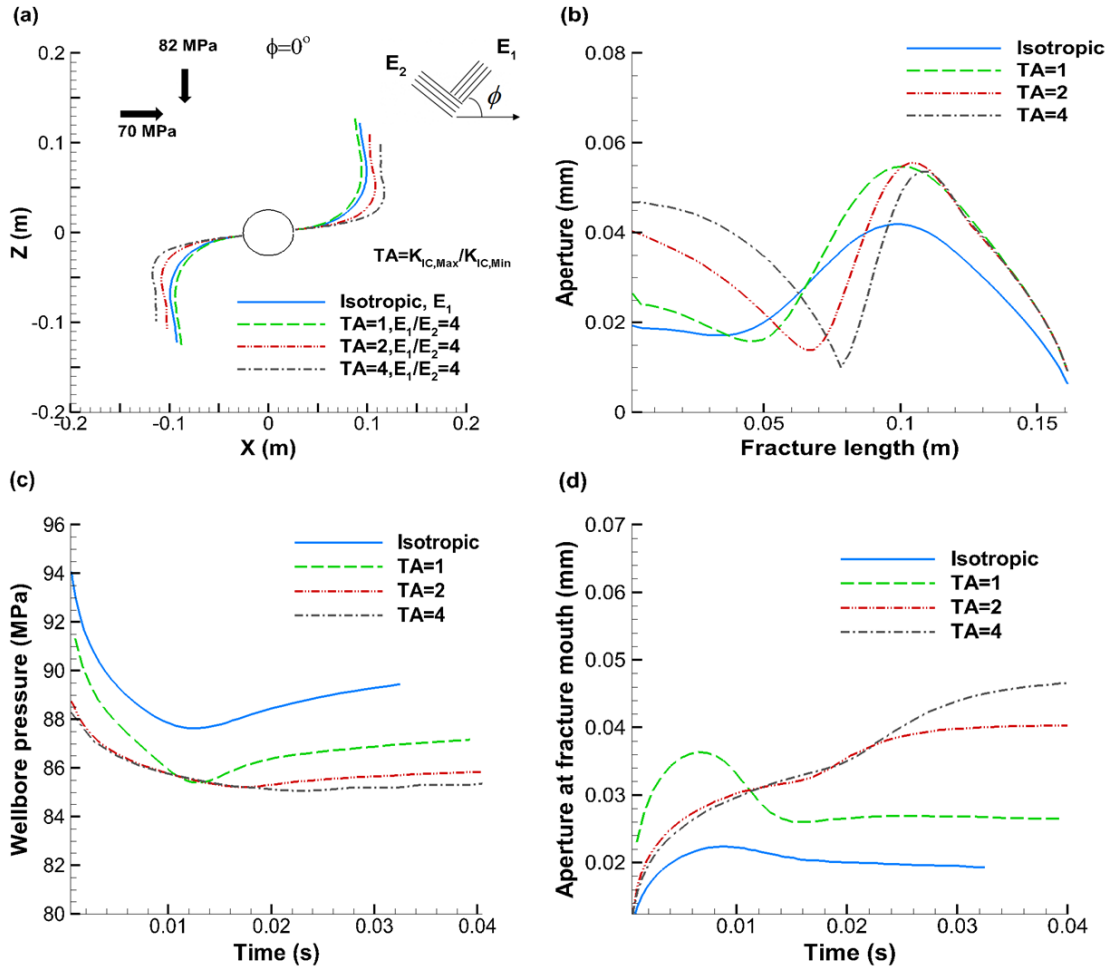 (a)
82 MPa
ϕ=0°
E1
E2
ϕ
70 MPa
0.2
0.1
0
-0.1
-0.2
Z (m)
TA=KIC,Max/KIC,Min
Isotropic, E1
TA=1,E1/E2=4
TA=2,E1/E2=4
TA=4,E1/E2=4
-0.2
-0.1
0
0.1
0.2
X (m)
(b)
Isotropic
TA=1
TA=2
TA=4
0.08
0.06
0.04
0.02
0
Aperture (mm)
0.05
0.1
0.15
Fracture length (m)
(c)
Isotropic
TA=1
TA=2
TA=4
96
94
92
90
88
86
84
82
80
Wellbore pressure (MPa)
0.01
0.02
0.03
0.04
Time (s)
(d)
Isotropic
TA=1
TA=2
TA=4
0.07
0.06
0.05
0.04
0.03
0.02
Aperture at fracture mouth (mm)
0.01
0.02
0.03
0.04
Time (s)